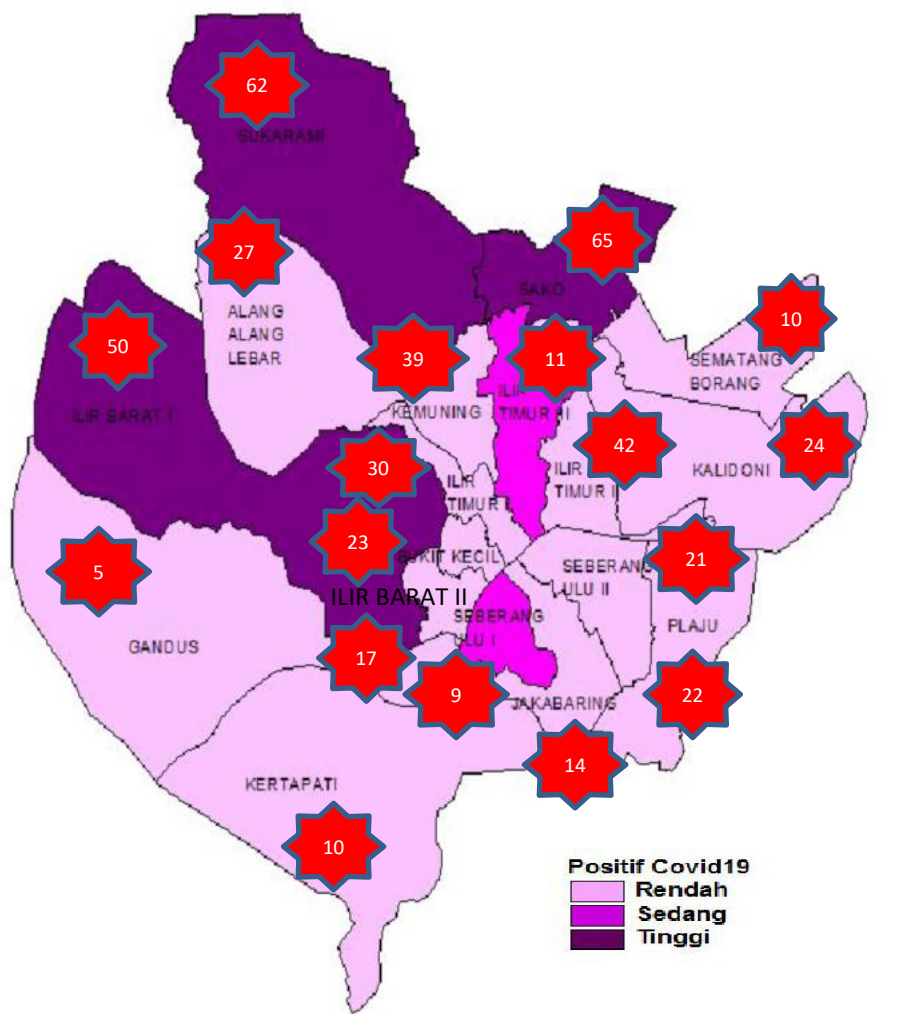 62
SUKARAMI
27
65
ALANG
ALANG
LEBAR
SAKO
10
50
39
11
SEMATANG
BORANG
ILIR BARAT I
KEMUNING
ILIR
TIMUR II
42
24
30
ILIR
TIMUR I
ILIR
TIMUR I
KALIDONI
23
BUKIT KECIL
5
SEBERANG
ULU II
21
ILIR BARAT II
SEBERANG
ULU I
PLAJU
GANDUS
17
9
JAKABARING
22
14
KERTAPATI
10
Positif Covid19
Rendah
Sedang
Tinggi